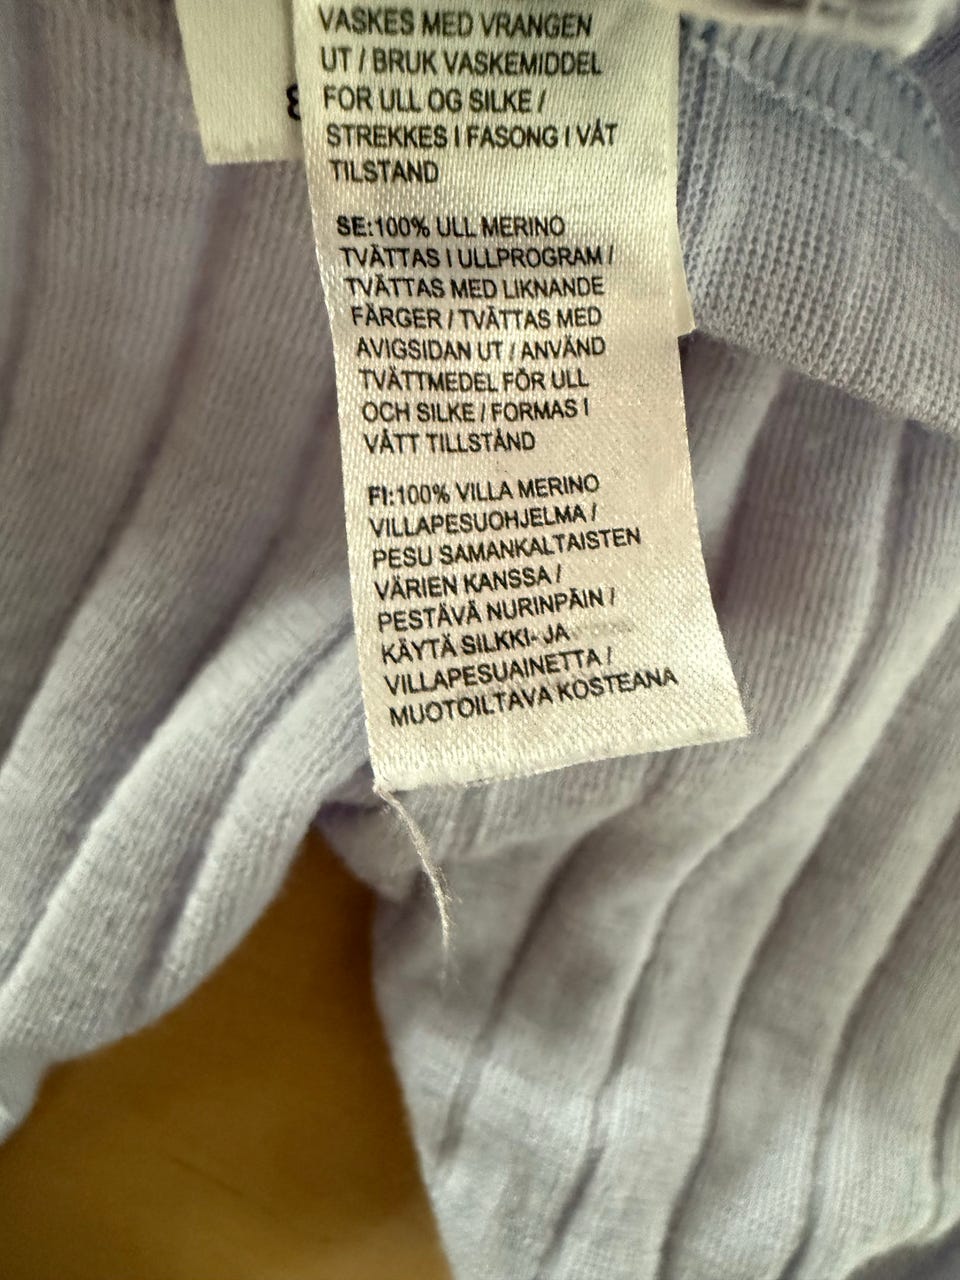 VASKES MED VRANGEN
UT / BRUK VASKEMIDDEL
FOR ULL OG SILKE /
STREKKES I FASONG I VÅT
TILSTAND
SE:100% ULL MERINO
TVÄTTAS I ULLPROGRAM /
TVÄTTAS MED LIKNANDE
FÄRGER / TVÄTTAS MED
AVIGSIDAN UT / ANVÄND
TVÄTTMEDEL FÖR ULL
OCH SILKE / FORMAS I
VÅTT TILLSTÅND
FI:100% VILLA MERINO
VILLAPESUOHJELMA /
PESU SAMANKALTAISTEN
VÄRIEN KANSSA /
PESTÄVÄ NURINPÄIN /
KÄYTÄ SILKKI- JA
VILLAPESUAINETTA /
MUOTOILTAVA KOSTEANA